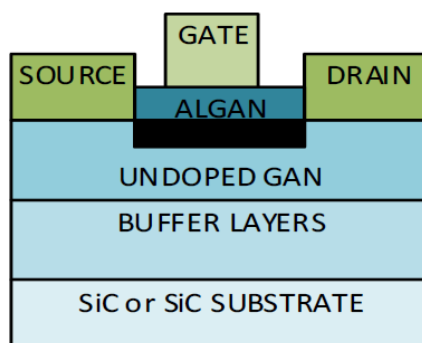 GATE
SOURCE
DRAIN
ALGAN
UNDOPED GAN
BUFFER LAYERS
SiC or SiC SUBSTRATE